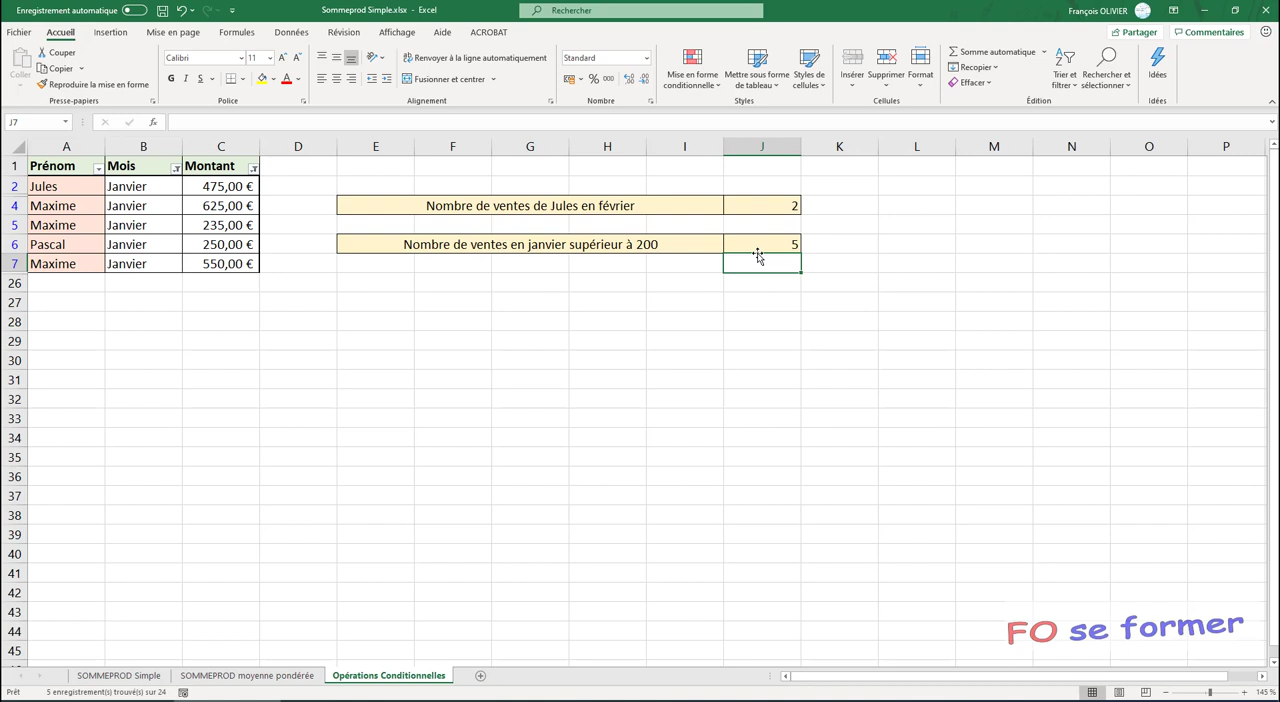 Enregistrement automatique
Sommeprod Simple.xlsx - Excel
Rechercher
François OLIVIER
Fichier Accueil Insertion Mise en page Formules Données Révision Affichage Aide ACROBAT
Partager Commentaires
Coller
Couper
Copier
Reproduire la mise en forme
Presse-papiers
Calibri 11
G I S
Police
Renvoyer à la ligne automatiquement
Fusionner et centrer
Alignement
Standard
% 000
Nombre
Mise en forme conditionnelle
Mettre sous forme de tableau
Styles de cellules
Styles
Insérer Supprimer Format
Cellules
Somme automatique
Recopier
Effacer
Trier et filtrer
Rechercher et sélectionner
Édition
Idées
Idées
J7 fx
A B C D E F G H I J K L M N O P
1 Prénom Mois Montant
2 Jules Janvier 475,00 €
4 Maxime Janvier 625,00 € Nombre de ventes de Jules en février 2
5 Maxime Janvier 235,00 €
6 Pascal Janvier 250,00 € Nombre de ventes en janvier supérieur à 200 5
7 Maxime Janvier 550,00 €
26
27
28
29
30
31
32
33
34
35
36
37
38
39
40
41
42
43
44
45
FO se former
SOMMEPROD Simple SOMMEPROD moyenne pondérée Opérations Conditionnelles
Prêt 5 enregistrement(s) trouvé(s) sur 24 145 %